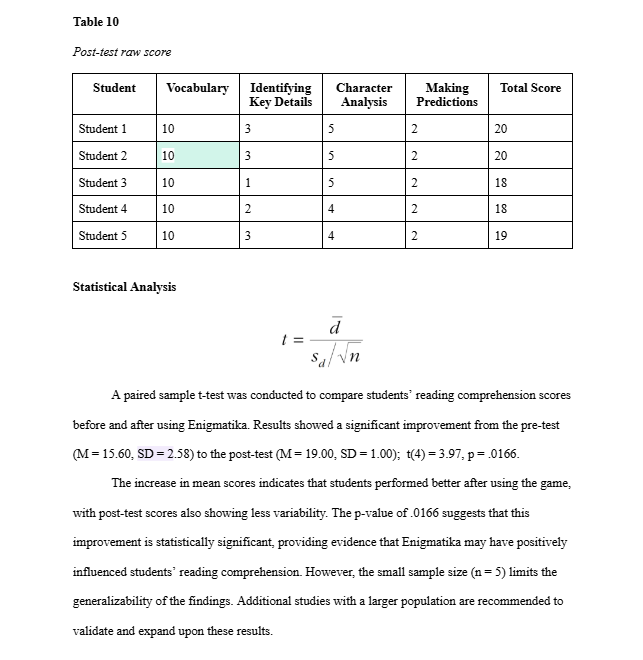 Table 10
Post-test raw score
Student Vocabulary Identifying Key Details Character Analysis Making Predictions Total Score
Student 1 10 3 5 2 20
Student 2 10 3 5 2 20
Student 3 10 1 5 2 18
Student 4 10 2 4 2 18
Student 5 10 3 4 2 19
Statistical Analysis
t = d̄ / (s_d/√n)
A paired sample t-test was conducted to compare students’ reading comprehension scores
before and after using Enigmatika. Results showed a significant improvement from the pre-test
(M = 15.60, SD = 2.58) to the post-test (M = 19.00, SD = 1.00); t(4) = 3.97, p = .0166.
The increase in mean scores indicates that students performed better after using the game,
with post-test scores also showing less variability. The p-value of .0166 suggests that this
improvement is statistically significant, providing evidence that Enigmatika may have positively
influenced students’ reading comprehension. However, the small sample size (n = 5) limits the
generalizability of the findings. Additional studies with a larger population are recommended to
validate and expand upon these results.